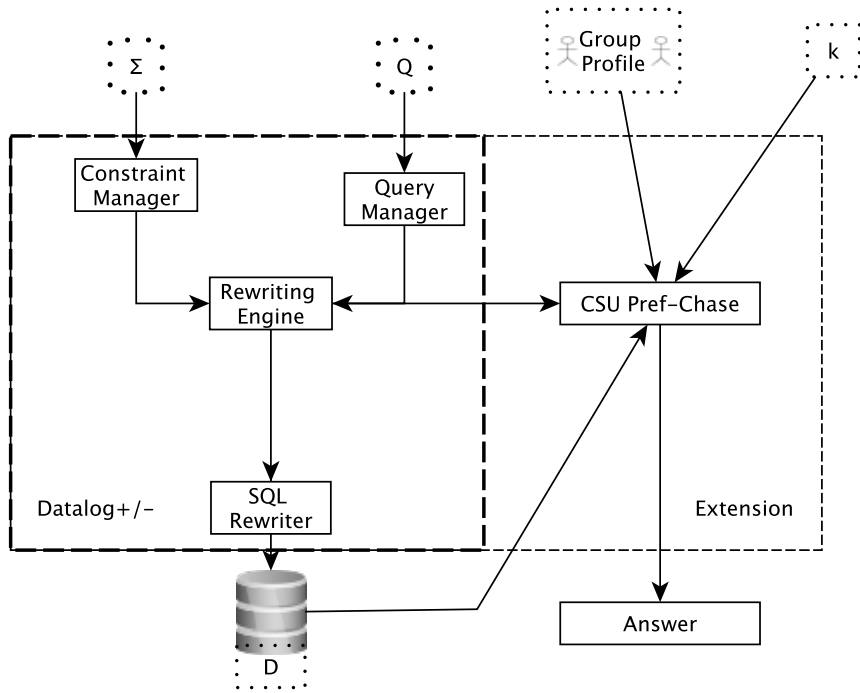 Σ
Q
Group
Profile
k
Constraint
Manager
Query
Manager
Rewriting
Engine
CSU Pref-Chase
SQL
Rewriter
Datalog+/-
Extension
Answer
D